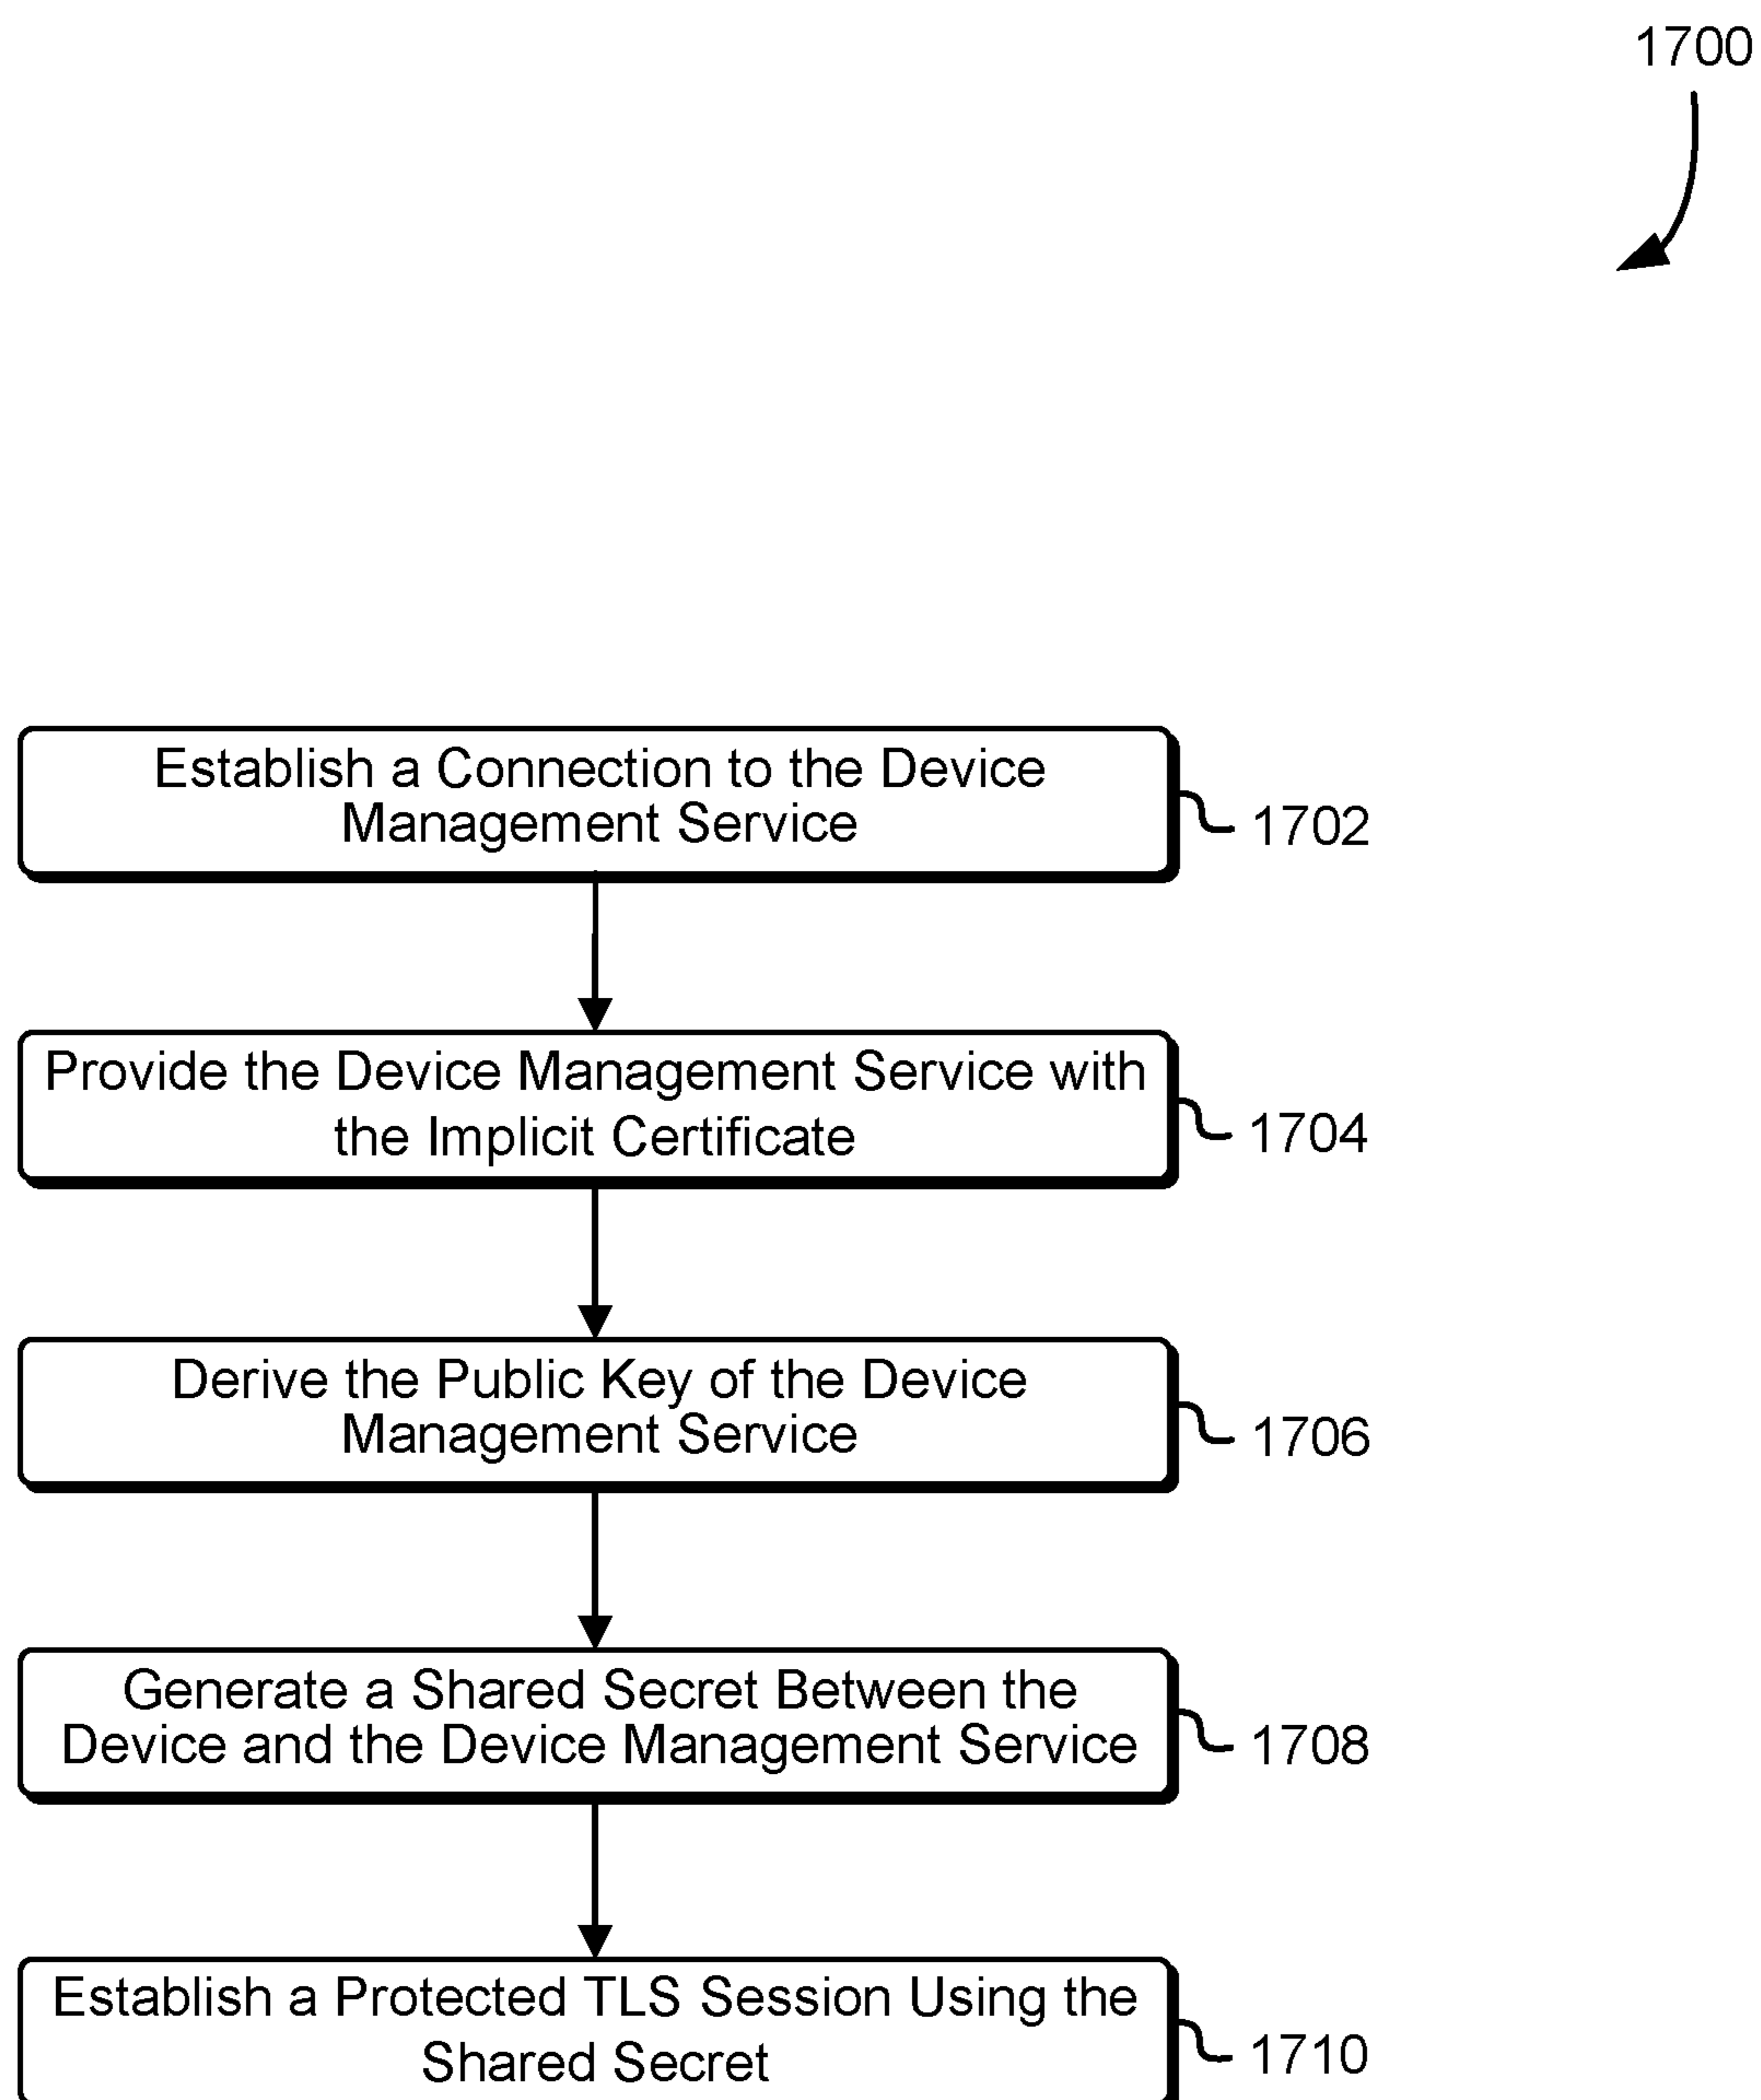 1700
Establish a Connection to the Device
Management Service
1702
Provide the Device Management Service with
the Implicit Certificate
1704
Derive the Public Key of the Device
Management Service
1706
Generate a Shared Secret Between the
Device and the Device Management Service
1708
Establish a Protected TLS Session Using the
Shared Secret
1710